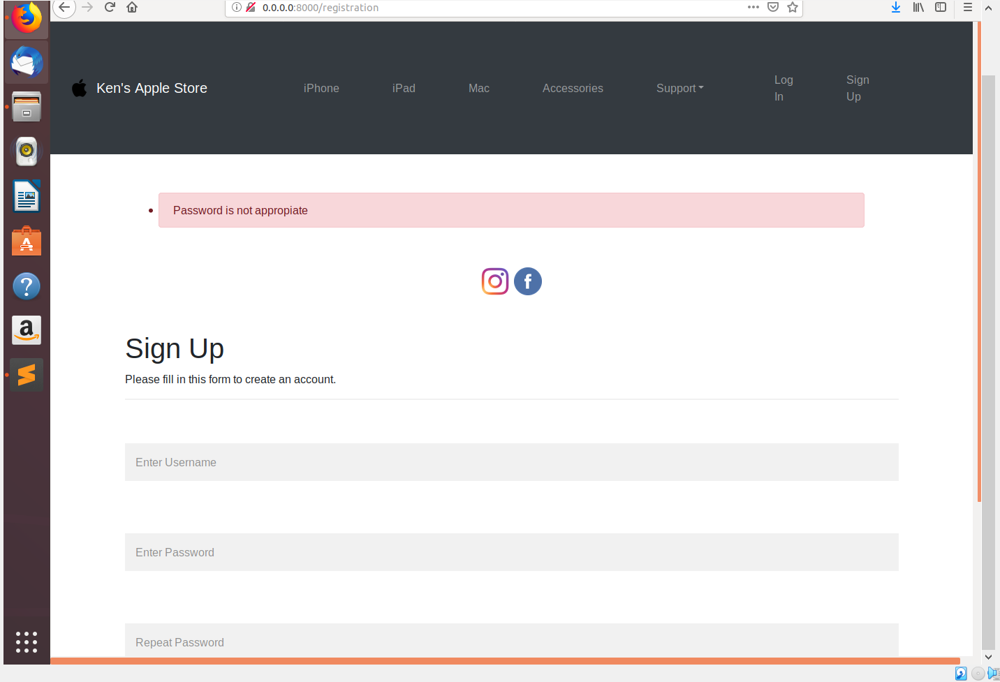 0.0.0.0:8000/registration
Ken's Apple Store
iPhone
iPad
Mac
Accessories
Support
Log In
Sign Up
Password is not appropiate
Sign Up
Please fill in this form to create an account.
Enter Username
Enter Password
Repeat Password